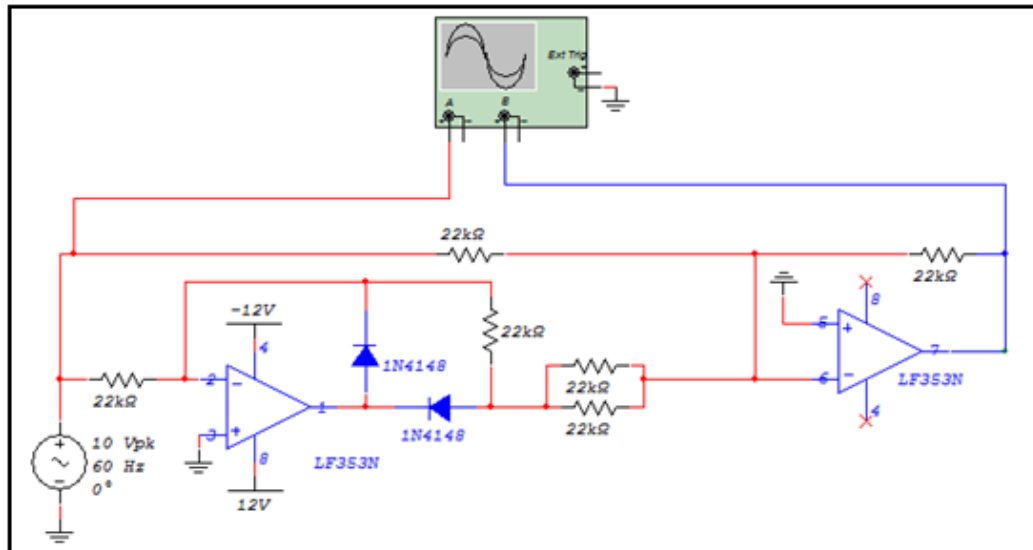 Ext Trig
+
-
A
B
+ -
+ -
22kΩ
22kΩ
-12V
4
22kΩ
8
5
+
7
6
-
LF353N
4
1N4148
2
-
22kΩ
1
3
+
22kΩ
1N4148
22kΩ
8
LF353N
12V
+
10 Vpk
60 Hz
0°
-